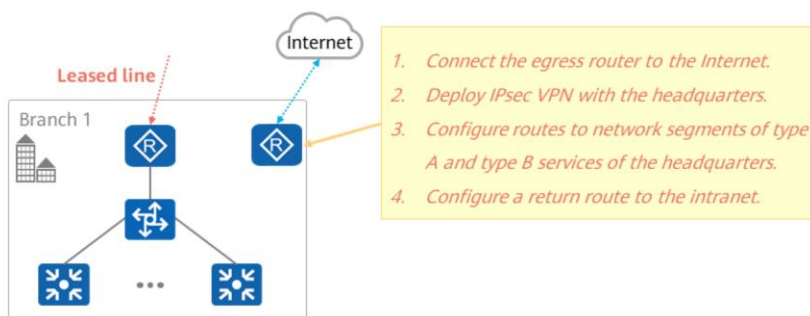 Internet
Leased line
Branch 1
R
R
1. Connect the egress router to the Internet.
2. Deploy IPsec VPN with the headquarters.
3. Configure routes to network segments of type
A and type B services of the headquarters.
4. Configure a return route to the intranet.